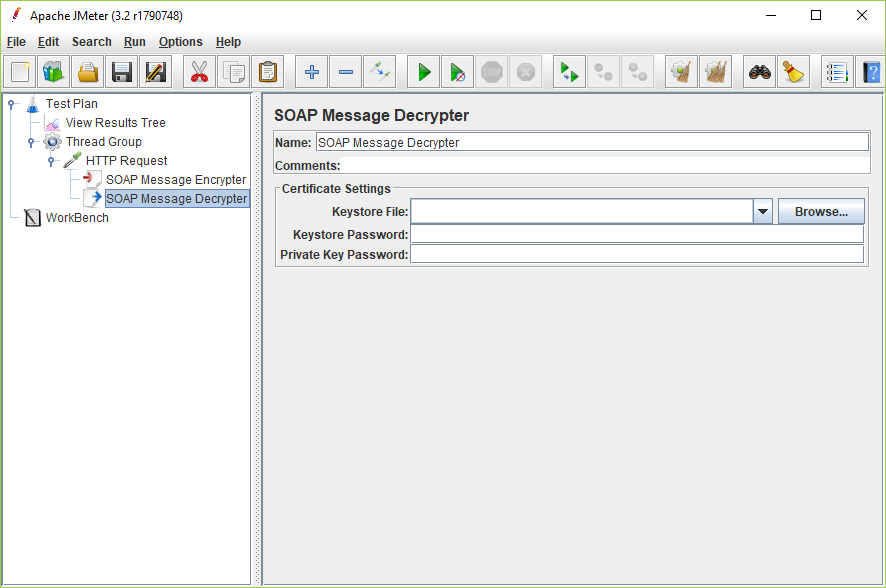 Apache JMeter (3.2 r1790748)
File Edit Search Run Options Help
STOP
?
Test Plan
View Results Tree
Thread Group
HTTP Request
SOAP Message Encrypter
SOAP Message Decrypter
WorkBench
SOAP Message Decrypter
Name: SOAP Message Decrypter
Comments:
Certificate Settings
Keystore File: Browse...
Keystore Password:
Private Key Password: